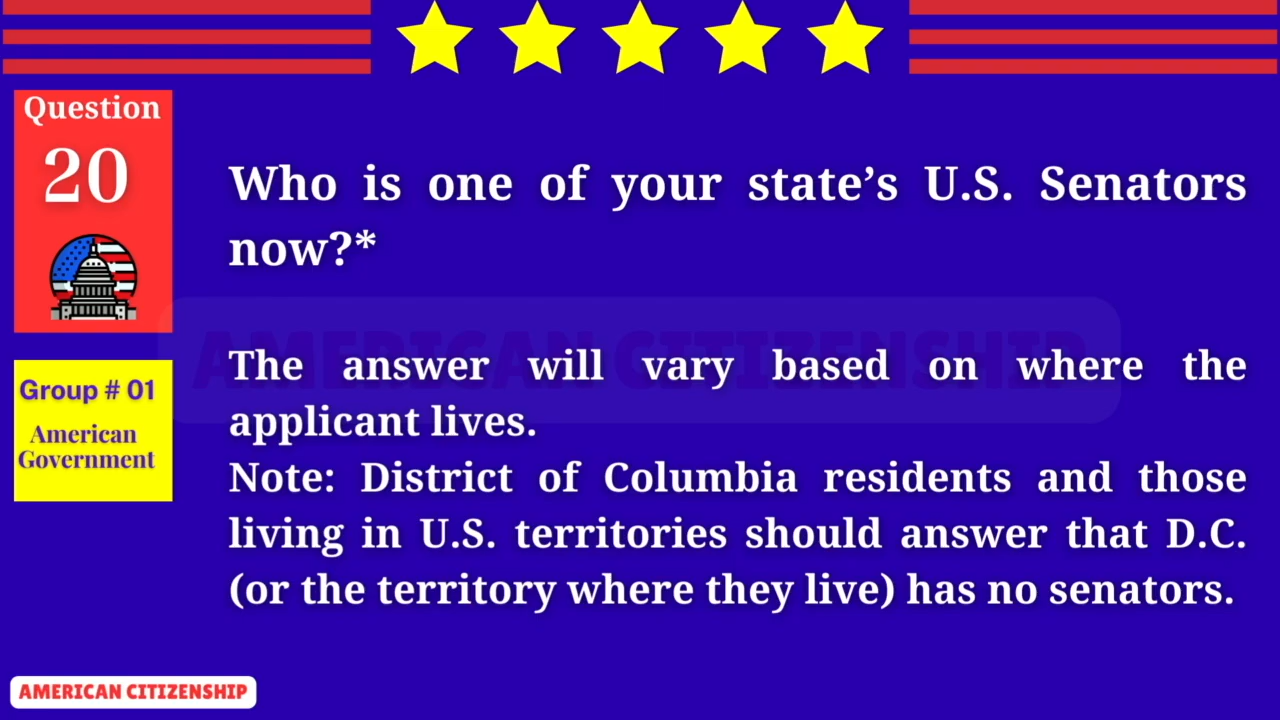 Question
20
Who is one of your state’s U.S. Senators
now?*
AMERICAN CITIZENSHIP
The answer will vary based on where the
applicant lives.
Group # 01
American
Government
Note: District of Columbia residents and those
living in U.S. territories should answer that D.C.
(or the territory where they live) has no senators.
AMERICAN CITIZENSHIP